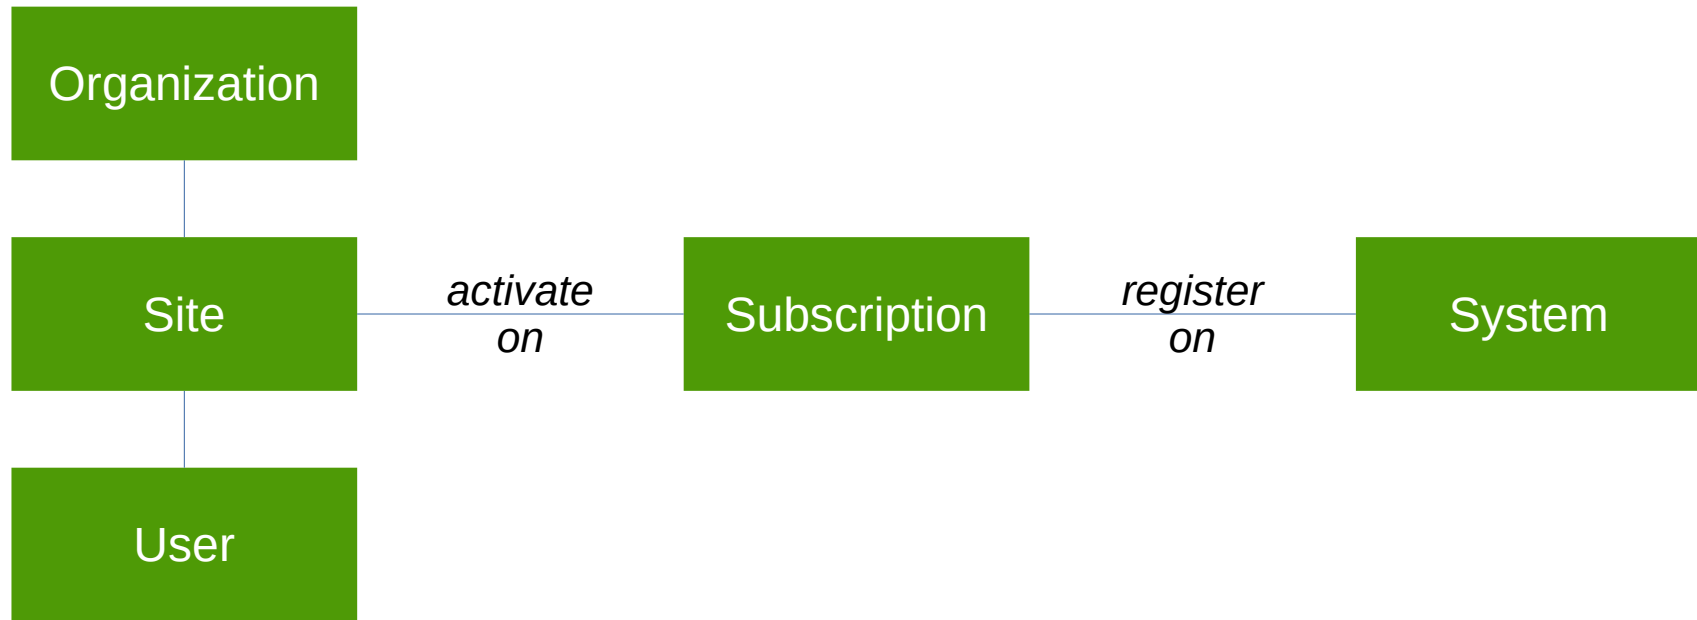 Organization
Site
activate
on
Subscription
register
on
System
User